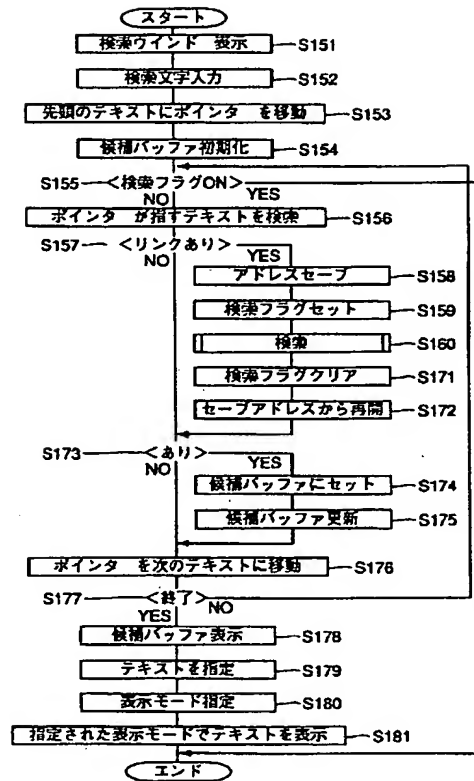 スタート
検索ウインド 表示 S151
検索文字入力 S152
先頭のテキストにポインタ を移動 S153
候補バッファ初期化 S154
S155 <検索フラグON>
NO YES
ポインタ が指すテキストを検索 S156
S157 <リンクあり>
NO YES
アドレスセーブ S158
検索フラグセット S159
検索 S160
検索フラグクリア S171
セーブアドレスから再開 S172
S173 <あり>
NO YES
候補バッファにセット S174
候補バッファ更新 S175
ポインタ を次のテキストに移動 S176
S177 <終了>
YES NO
候補バッファ表示 S178
テキストを指定 S179
表示モード指定 S180
指定された表示モードでテキストを表示 S181
エンド